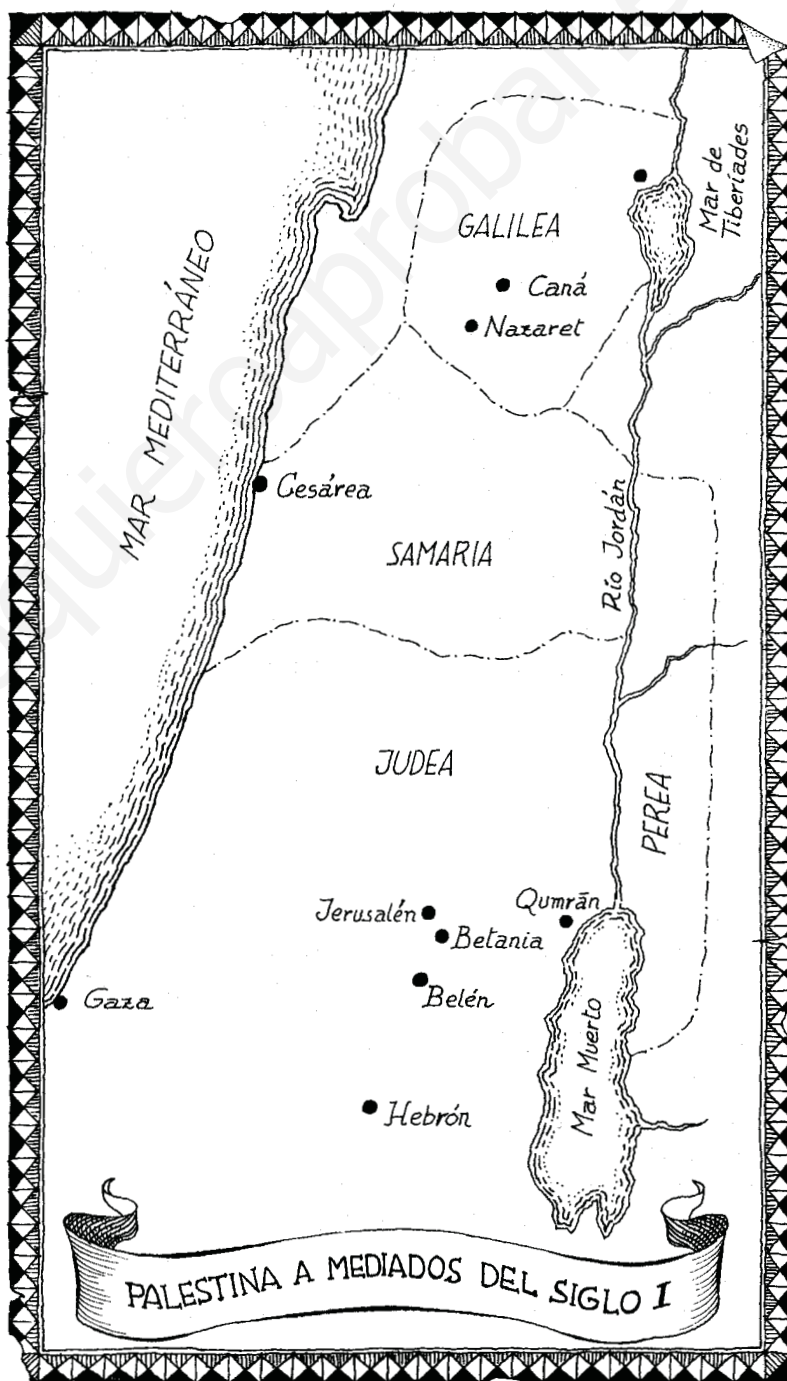 quieroaprobar
Mar de
Tiberíades
GALILEA
Caná
Nazaret
MAR MEDITERRÁNEO
Cesárea
SAMARIA
Río Jordán
JUDEA
PEREA
Jerusalén
Qumrān
Betania
Gaza
Belén
Mar Muerto
Hebrón
PALESTINA A MEDIADOS DEL SIGLO I